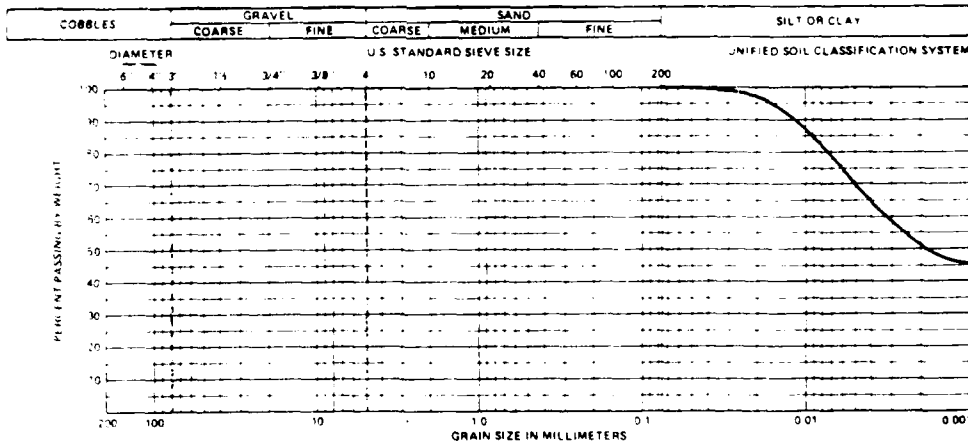 COBBLES GRAVEL SAND SILT OR CLAY
COARSE FINE COARSE MEDIUM FINE
DIAMETER U.S. STANDARD SIEVE SIZE UNIFIED SOIL CLASSIFICATION SYSTEM
6" 4" 3" 1½ 3/4" 3/8" 4 10 20 40 60 100 200
100
90
80
70
60
50
40
30
20
10
PERCENT PASSING BY WEIGHT
200 100 10 1.0 0.1 0.01 0.001
GRAIN SIZE IN MILLIMETERS